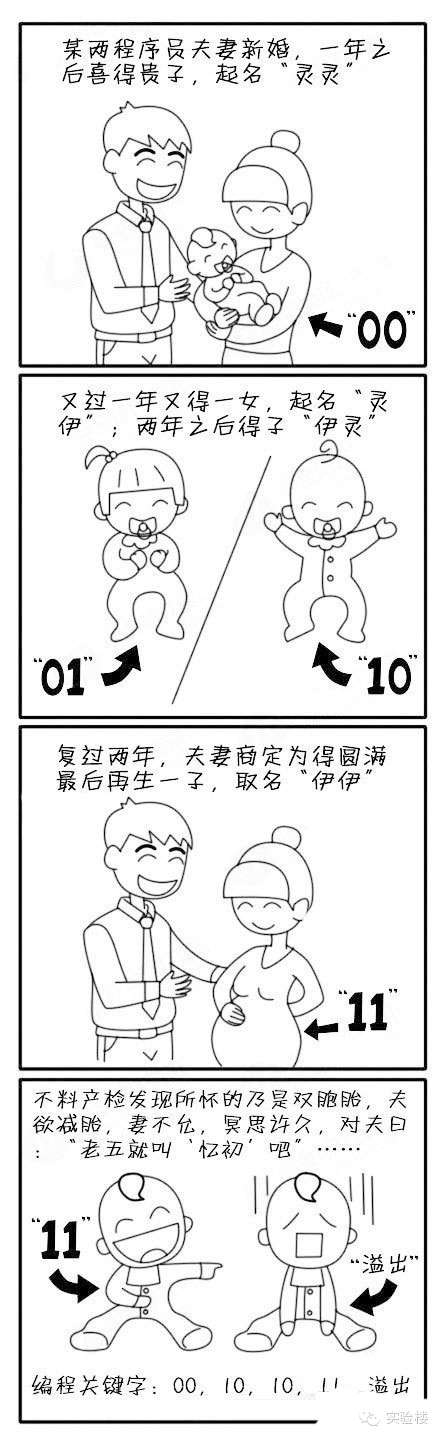 某两程序员夫妻新婚，一年之
后喜得贵子，起名“灵灵”
“00”
又过一年又得一女，起名“灵
伊”；两年之后得子“伊灵”
“01”
“10”
复过两年，夫妻商定为得圆满
最后再生一子，取名“伊伊”
“11”
不料产检发现所怀的乃是双胞胎，夫
欲减胎，妻不允，冥思许久，对夫曰
：“老五就叫‘忆初’吧”……
“11”
“溢出”
编程关键字：00，10，10，11，溢出
实验楼